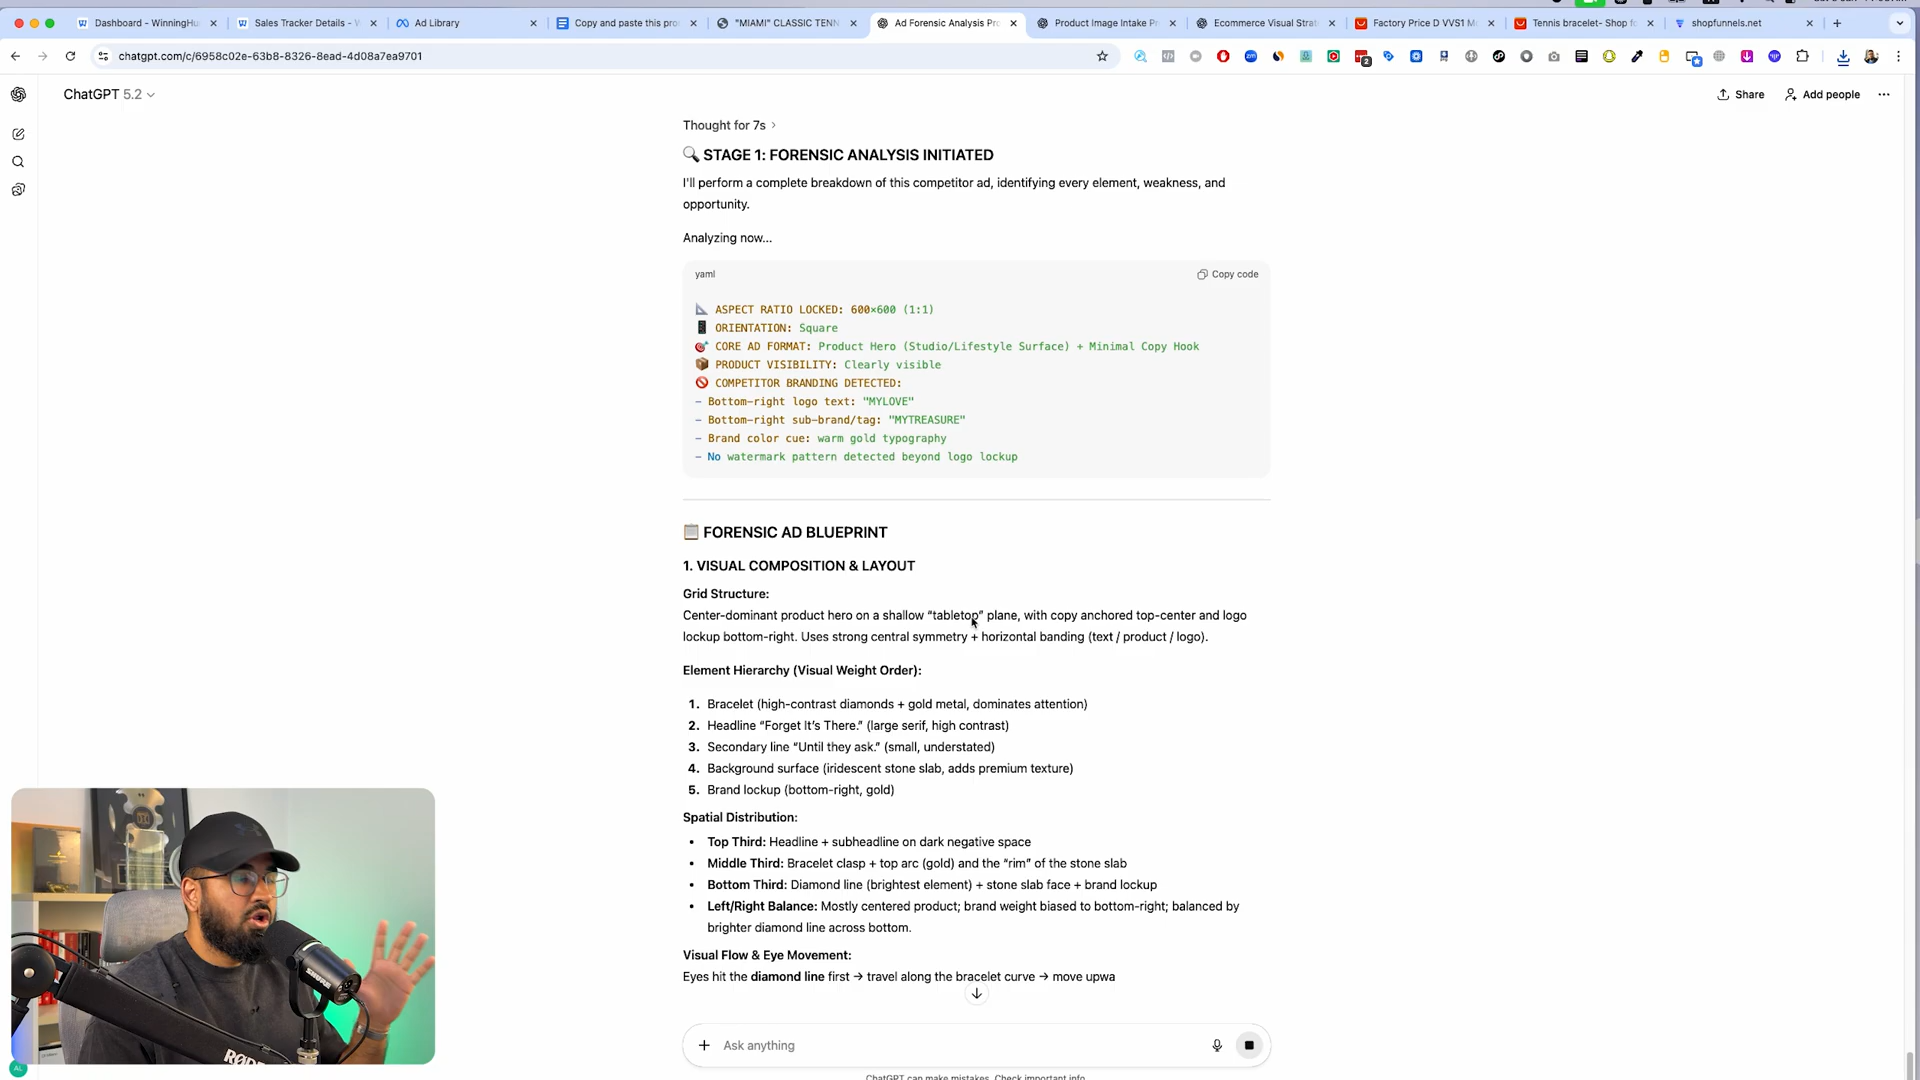 Dashboard - WinningHu
Sales Tracker Details - W
Ad Library
Copy and paste this pro
"MIAMI" CLASSIC TENN
Ad Forensic Analysis Pro
Product Image Intake P
Ecommerce Visual Strat
Factory Price D VVS1 M
Tennis bracelet- Shop fo
shopfunnels.net
chatgpt.com/c/6958c02e-63b8-8326-8ead-4d08a7ea9701
ChatGPT 5.2
Share
Add people
Thought for 7s
🔍 STAGE 1: FORENSIC ANALYSIS INITIATED
I'll perform a complete breakdown of this competitor ad, identifying every element, weakness, and
opportunity.
Analyzing now...
yaml
Copy code
📐 ASPECT RATIO LOCKED: 600×600 (1:1)
📱 ORIENTATION: Square
🎯 CORE AD FORMAT: Product Hero (Studio/Lifestyle Surface) + Minimal Copy Hook
📦 PRODUCT VISIBILITY: Clearly visible
🚫 COMPETITOR BRANDING DETECTED:
– Bottom-right logo text: "MYLOVE"
– Bottom-right sub-brand/tag: "MYTREASURE"
– Brand color cue: warm gold typography
– No watermark pattern detected beyond logo lockup
📋 FORENSIC AD BLUEPRINT
1. VISUAL COMPOSITION & LAYOUT
Grid Structure:
Center-dominant product hero on a shallow “tabletop” plane, with copy anchored top-center and logo
lockup bottom-right. Uses strong central symmetry + horizontal banding (text / product / logo).
Element Hierarchy (Visual Weight Order):
1. Bracelet (high-contrast diamonds + gold metal, dominates attention)
2. Headline “Forget It’s There.” (large serif, high contrast)
3. Secondary line “Until they ask.” (small, understated)
4. Background surface (iridescent stone slab, adds premium texture)
5. Brand lockup (bottom-right, gold)
Spatial Distribution:
• Top Third: Headline + subheadline on dark negative space
• Middle Third: Bracelet clasp + top arc (gold) and the “rim” of the stone slab
• Bottom Third: Diamond line (brightest element) + stone slab face + brand lockup
• Left/Right Balance: Mostly centered product; brand weight biased to bottom-right; balanced by
brighter diamond line across bottom.
Visual Flow & Eye Movement:
Eyes hit the diamond line first → travel along the bracelet curve → move upwa
Ask anything
ChatGPT can make mistakes. Check important info.
AL